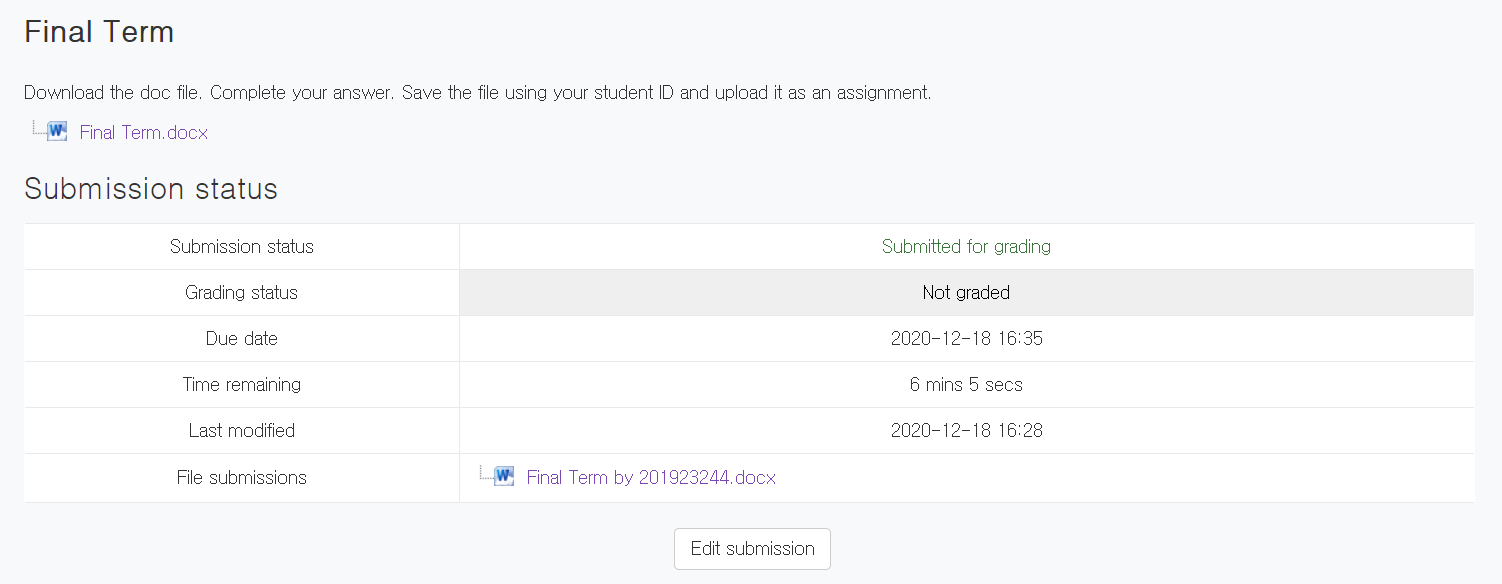 Final Term
Download the doc file. Complete your answer. Save the file using your student ID and upload it as an assignment.
Final Term.docx
Submission status
Submission status Submitted for grading
Grading status Not graded
Due date 2020-12-18 16:35
Time remaining 6 mins 5 secs
Last modified 2020-12-18 16:28
File submissions Final Term by 201923244.docx
Edit submission